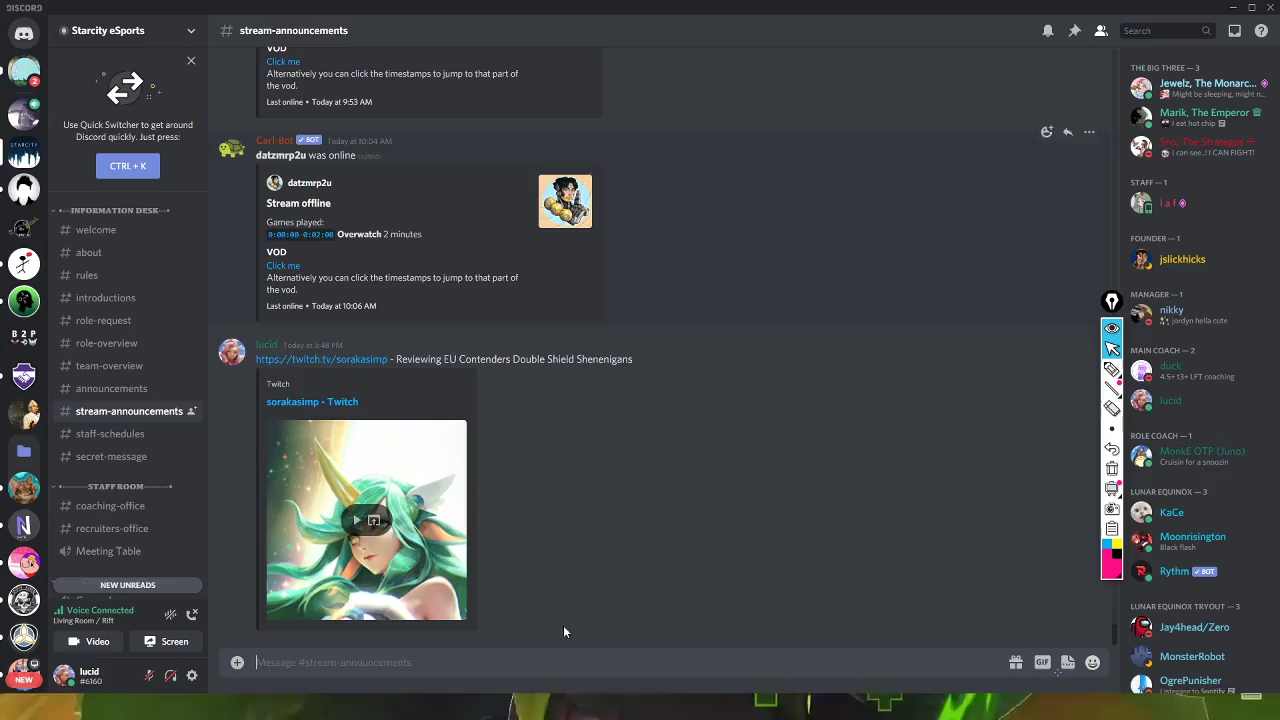 DISCORD
Starcity eSports
stream-announcements
Search
2
STARCITY
B 2 P
NEW
Use Quick Switcher to get around
Discord quickly. Just press:
CTRL + K
INFORMATION DESK
welcome
about
rules
introductions
role-request
role-overview
team-overview
announcements
stream-announcements
staff-schedules
secret-message
STAFF ROOM
coaching-office
recruiters-office
Meeting Table
NEW UNREADS
Voice Connected
Living Room / Rift
Video
Screen
lucid
#6160
VOD
Click me
Alternatively you can click the timestamps to jump to that part of
the vod.
Last online • Today at 9:53 AM
Carl-Bot ✓ BOT Today at 10:04 AM
datzmrp2u was online (edited)
datzmrp2u
Stream offline
Games played:
0:00:00-0:02:00 Overwatch 2 minutes
VOD
Click me
Alternatively you can click the timestamps to jump to that part of
the vod.
Last online • Today at 10:06 AM
lucid Today at 3:48 PM
https://twitch.tv/sorakasimp - Reviewing EU Contenders Double Shield Shenenigans
Twitch
sorakasimp - Twitch
Message #stream-announcements
GIF
THE BIG THREE — 3
Jewelz, The Monarc...
Might be sleeping, might n...
Marik, The Emperor
I eat hot chip
Sno, The Strategos
I can see..! I CAN FIGHT!
STAFF — 1
l a f
FOUNDER — 1
jslickhicks
MANAGER — 1
nikky
jordyn hella cute
MAIN COACH — 2
duck
4.5+ t3+ LFT coaching
lucid
ROLE COACH — 1
MonkE OTP (Juno)
Cruisin for a snoozin
LUNAR EQUINOX — 3
KaCe
Moonrisington
Black flash
Rythm ✓ BOT
LUNAR EQUINOX TRYOUT — 3
Jay4head/Zero
MonsterRobot
OgrePunisher
Listening to Spotify